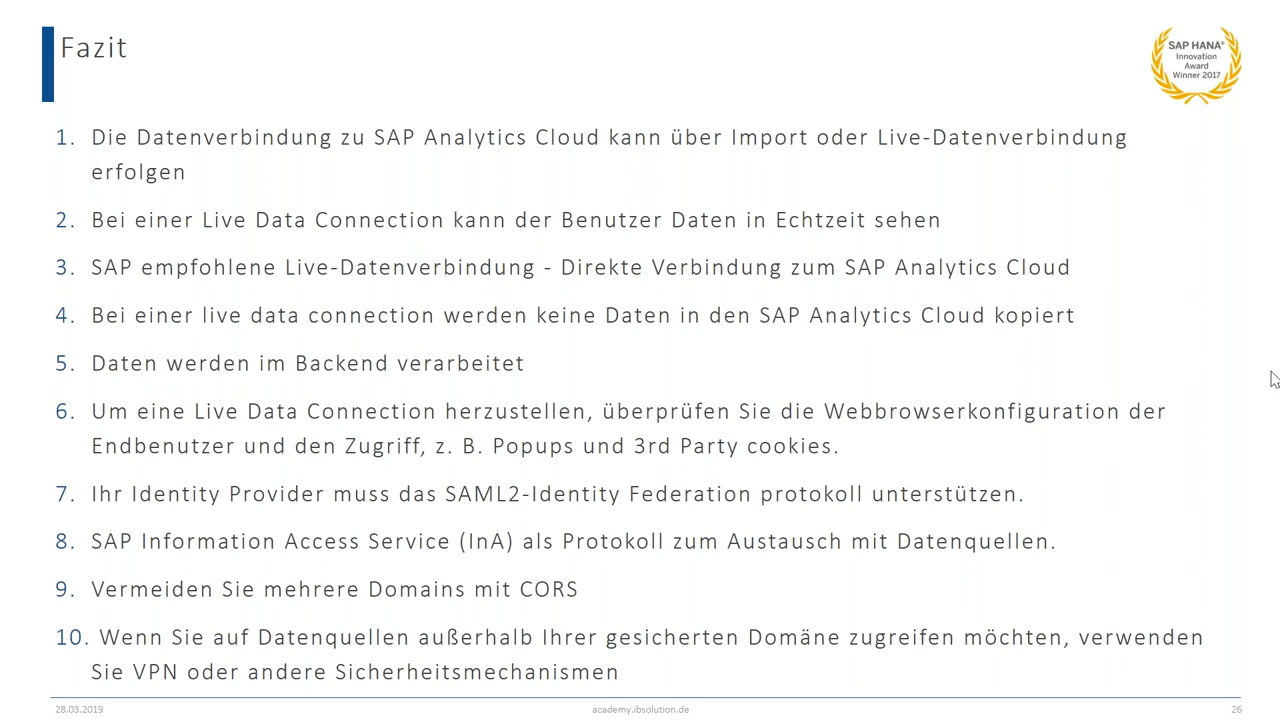 Fazit
SAP HANA®
Innovation
Award
Winner 2017
1. Die Datenverbindung zu SAP Analytics Cloud kann über Import oder Live-Datenverbindung
erfolgen
2. Bei einer Live Data Connection kann der Benutzer Daten in Echtzeit sehen
3. SAP empfohlene Live-Datenverbindung - Direkte Verbindung zum SAP Analytics Cloud
4. Bei einer live data connection werden keine Daten in den SAP Analytics Cloud kopiert
5. Daten werden im Backend verarbeitet
6. Um eine Live Data Connection herzustellen, überprüfen Sie die Webbrowserkonfiguration der
Endbenutzer und den Zugriff, z. B. Popups und 3rd Party cookies.
7. Ihr Identity Provider muss das SAML2-Identity Federation protokoll unterstützen.
8. SAP Information Access Service (InA) als Protokoll zum Austausch mit Datenquellen.
9. Vermeiden Sie mehrere Domains mit CORS
10. Wenn Sie auf Datenquellen außerhalb Ihrer gesicherten Domäne zugreifen möchten, verwenden
Sie VPN oder andere Sicherheitsmechanismen
28.03.2019
academy.ibsolution.de
26